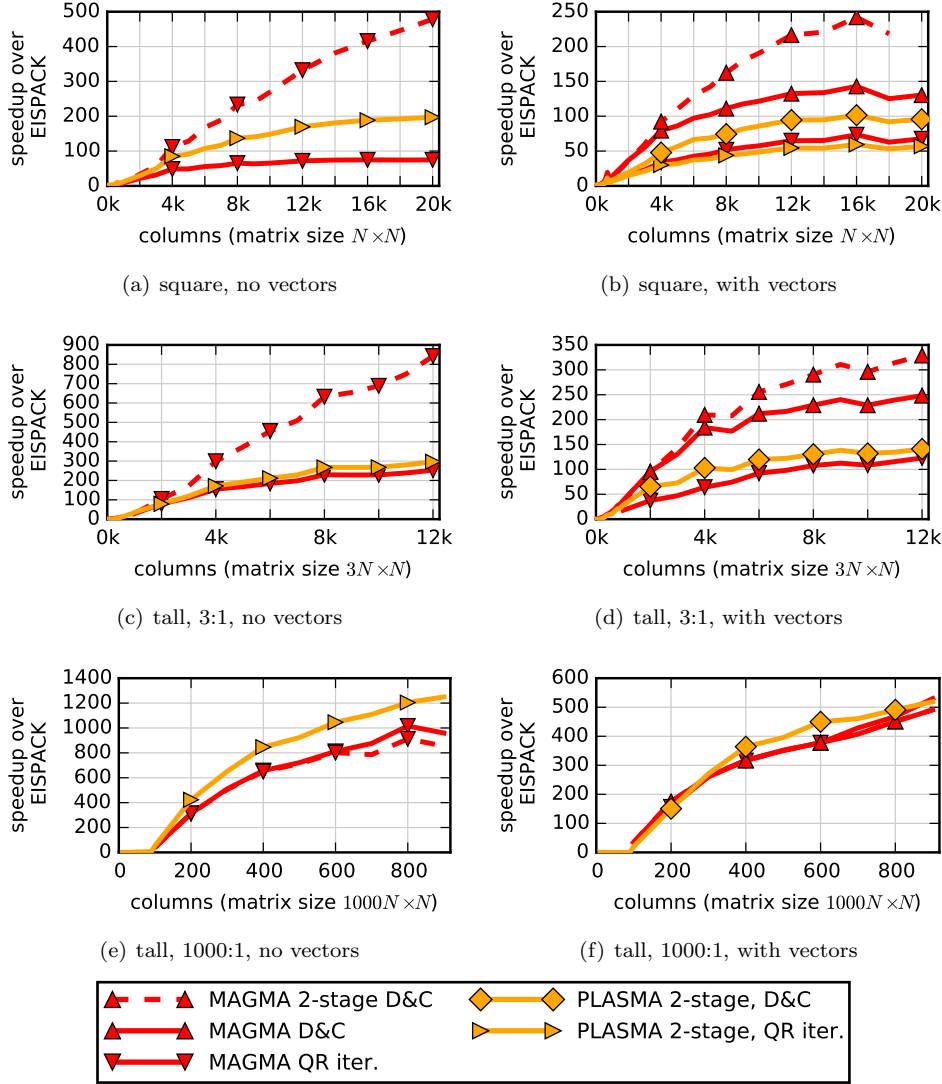 500
400
300
200
100
0
speedup over
EISPACK
0k 4k 8k 12k 16k 20k
columns (matrix size N×N)
(a) square, no vectors
250
200
150
100
50
0
speedup over
EISPACK
0k 4k 8k 12k 16k 20k
columns (matrix size N×N)
(b) square, with vectors
900
800
700
600
500
400
300
200
100
0
speedup over
EISPACK
0k 4k 8k 12k
columns (matrix size 3N×N)
(c) tall, 3:1, no vectors
350
300
250
200
150
100
50
0
speedup over
EISPACK
0k 4k 8k 12k
columns (matrix size 3N×N)
(d) tall, 3:1, with vectors
1400
1200
1000
800
600
400
200
0
speedup over
EISPACK
0 200 400 600 800
columns (matrix size 1000N×N)
(e) tall, 1000:1, no vectors
600
500
400
300
200
100
0
speedup over
EISPACK
0 200 400 600 800
columns (matrix size 1000N×N)
(f) tall, 1000:1, with vectors
MAGMA 2-stage D&C
MAGMA D&C
MAGMA QR iter.
PLASMA 2-stage, D&C
PLASMA 2-stage, QR iter.